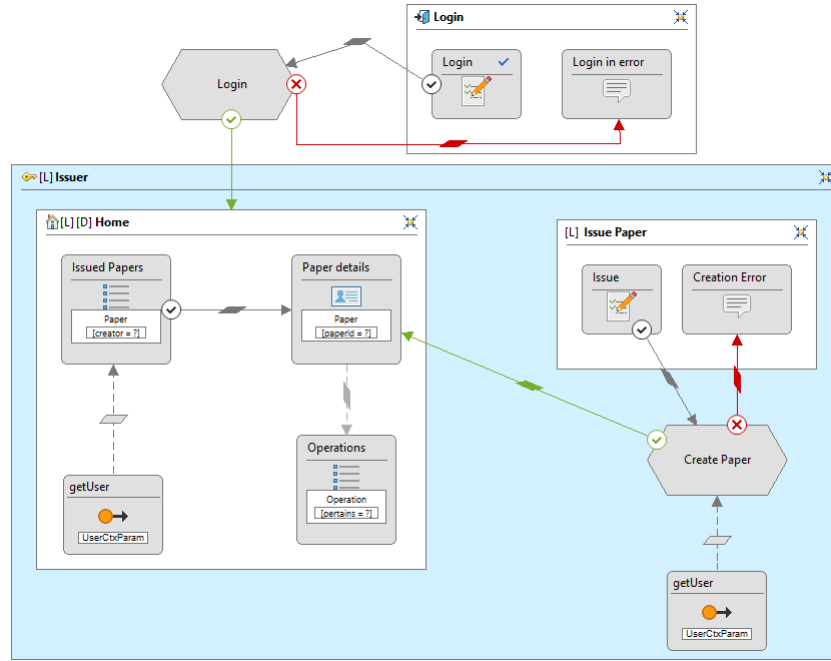 Login
Login
Login
Login in error
[L] Issuer
[L] [D] Home
Issued Papers
Paper
[creator = ?]
Paper details
Paper
[paperId = ?]
[L] Issue Paper
Issue
Creation Error
Operations
Operation
[pertains = ?]
Create Paper
getUser
UserCtxParam
getUser
UserCtxParam